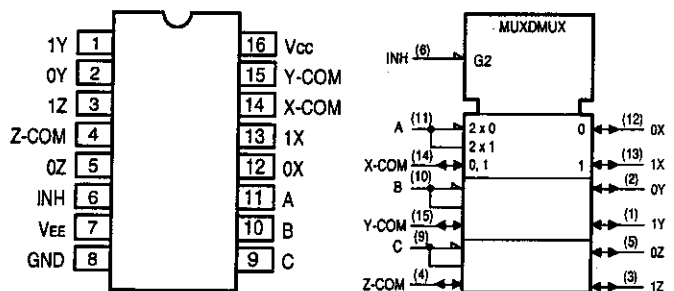 1Y 1 16 Vcc
0Y 2 15 Y-COM
1Z 3 14 X-COM
Z-COM 4 13 1X
0Z 5 12 0X
INH 6 11 A
VEE 7 10 B
GND 8 9 C
MUXDMUX
INH (6) G2
A (11) 2 x 0 0 (12) 0X
2 x 1
X-COM (14) 0, 1 1 (13) 1X
B (10) (2) 0Y
Y-COM (15) (1) 1Y
C (9) (5) 0Z
Z-COM (4) (3) 1Z